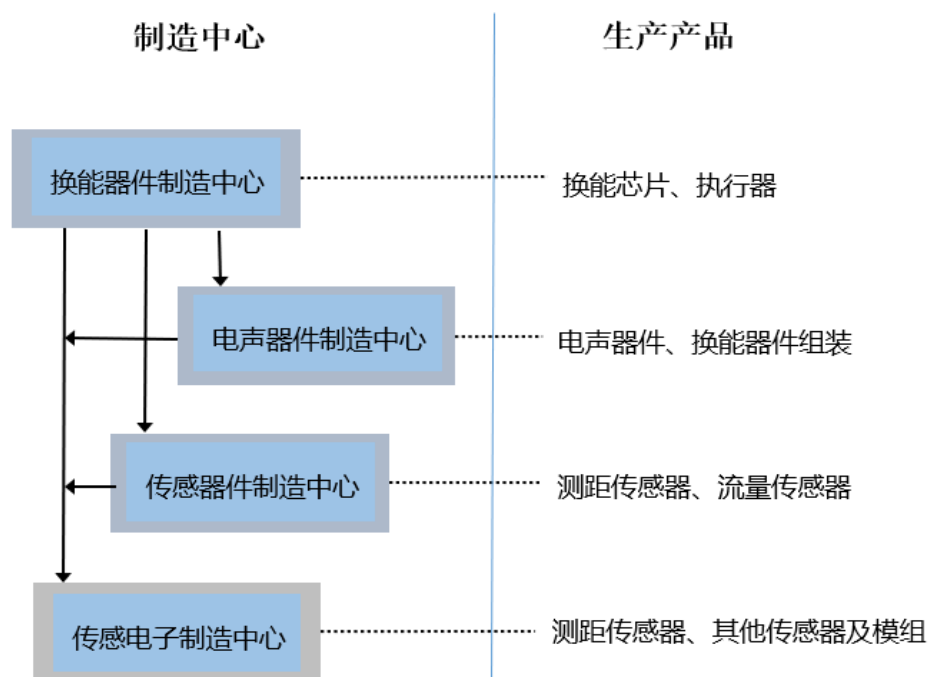 制造中心 生产产品
换能器件制造中心 换能芯片、执行器
电声器件制造中心 电声器件、换能器件组装
传感器件制造中心 测距传感器、流量传感器
传感电子制造中心 测距传感器、其他传感器及模组